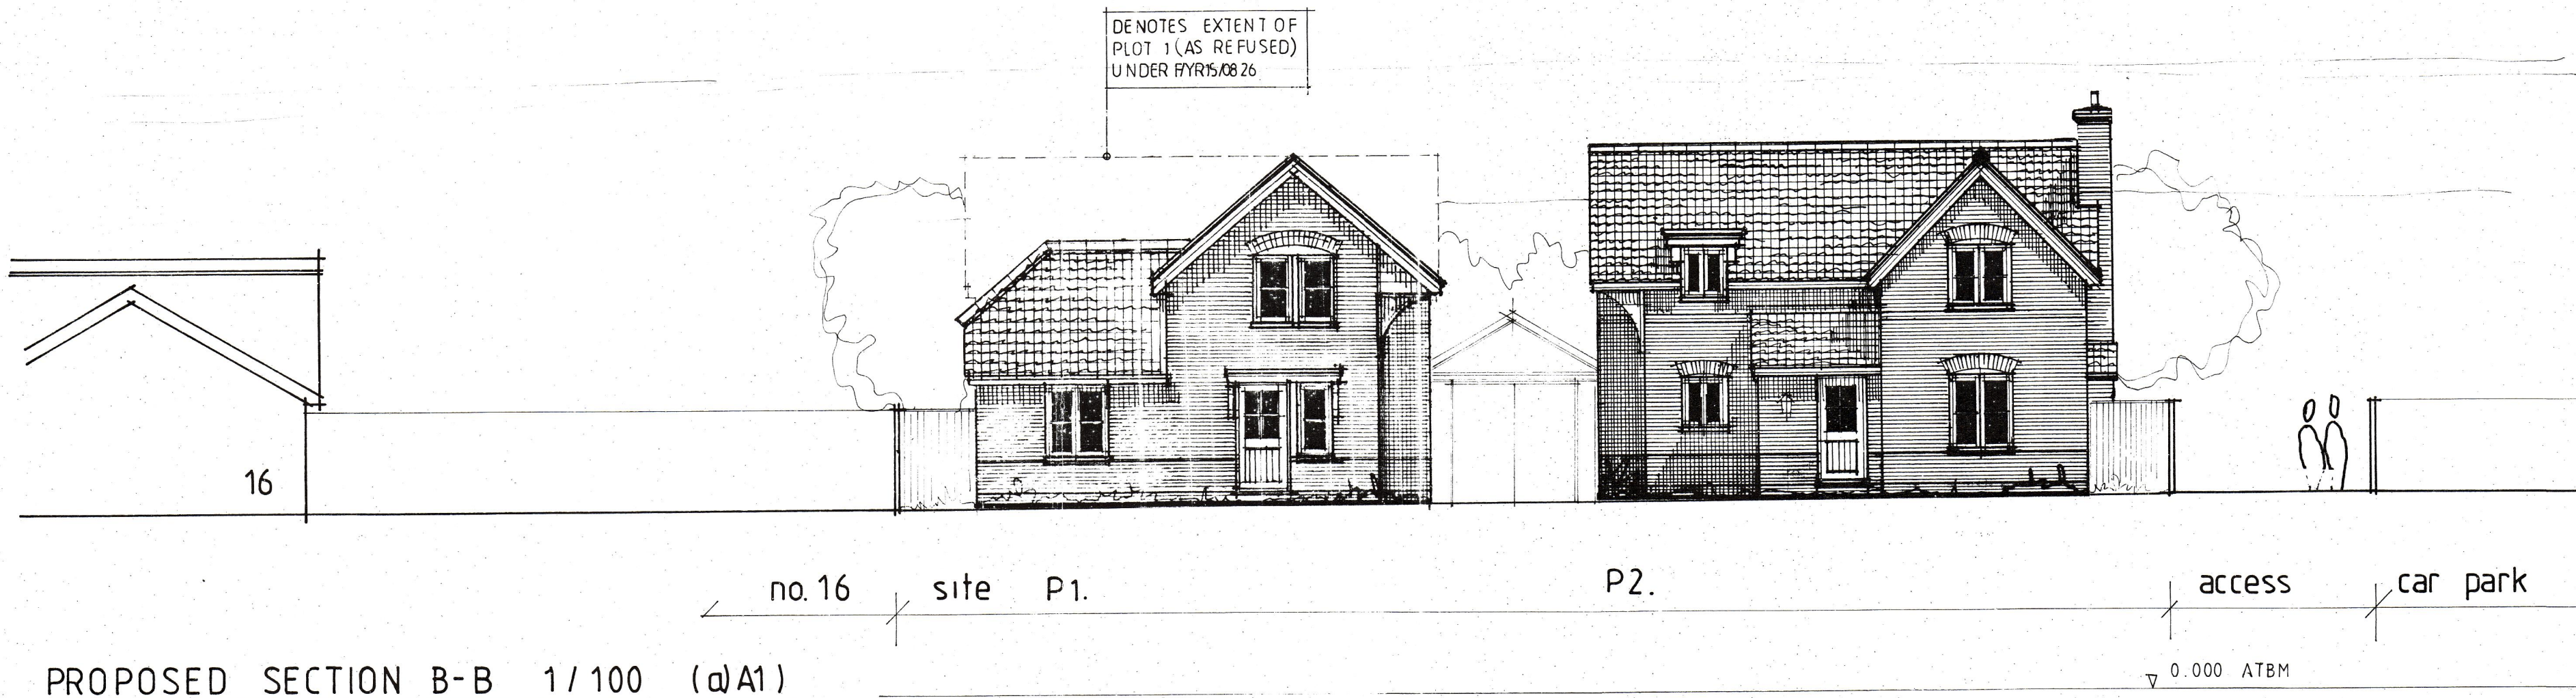 DENOTES EXTENT OF
PLOT 1 (AS REFUSED)
UNDER F/YR15/0826
16
no. 16 site P1. P2. access car park
PROPOSED SECTION B-B 1/100 (@A1)
0.000 ATBM